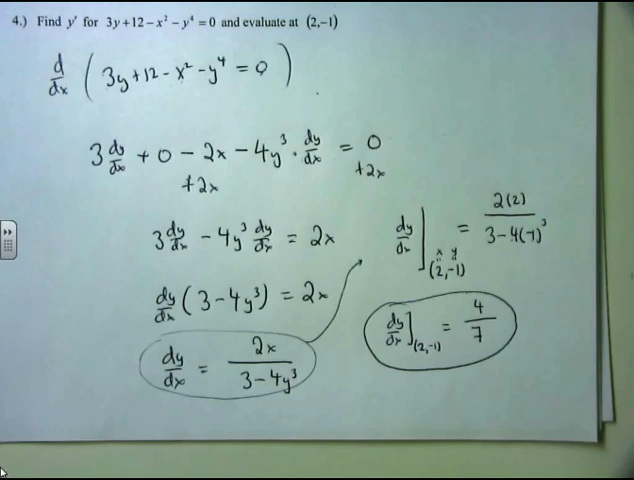 4.) Find y' for 3y+12−x²−y⁴=0 and evaluate at (2,−1)
d/dx (3y+12−x²−y⁴=0)
3 dy/dx + 0 − 2x − 4y³ · dy/dx = 0
+2x +2x
3 dy/dx − 4y³ dy/dx = 2x
dy/dx (3−4y³) = 2x
dy/dx = 2x/(3−4y³)
dy/dx](2,−1) = 2(2)/(3−4(−1)³)
x y
dy/dx](2,−1) = 4/7